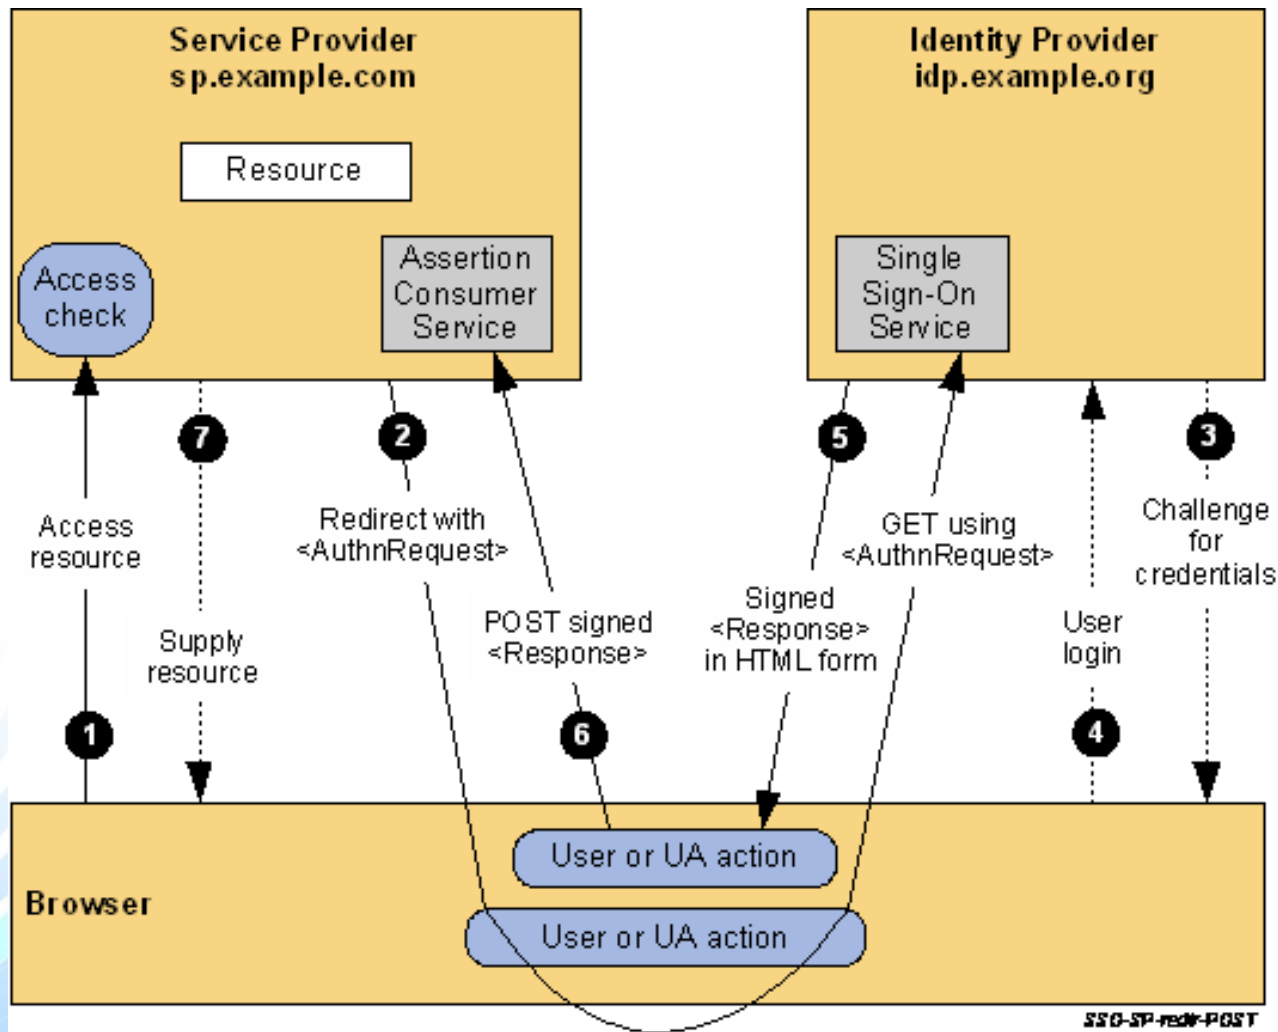 Service Provider
sp.example.com
Identity Provider
idp.example.org
Resource
Access
check
Assertion
Consumer
Service
Single
Sign-On
Service
7
2
5
3
Access
resource
Redirect with
<AuthnRequest>
GET using
<AuthnRequest>
Challenge
for
credentials
Supply
resource
POST signed
<Response>
Signed
<Response>
in HTML form
User
login
1
6
4
User or UA action
Browser
User or UA action
SSO-SP-redir-POST